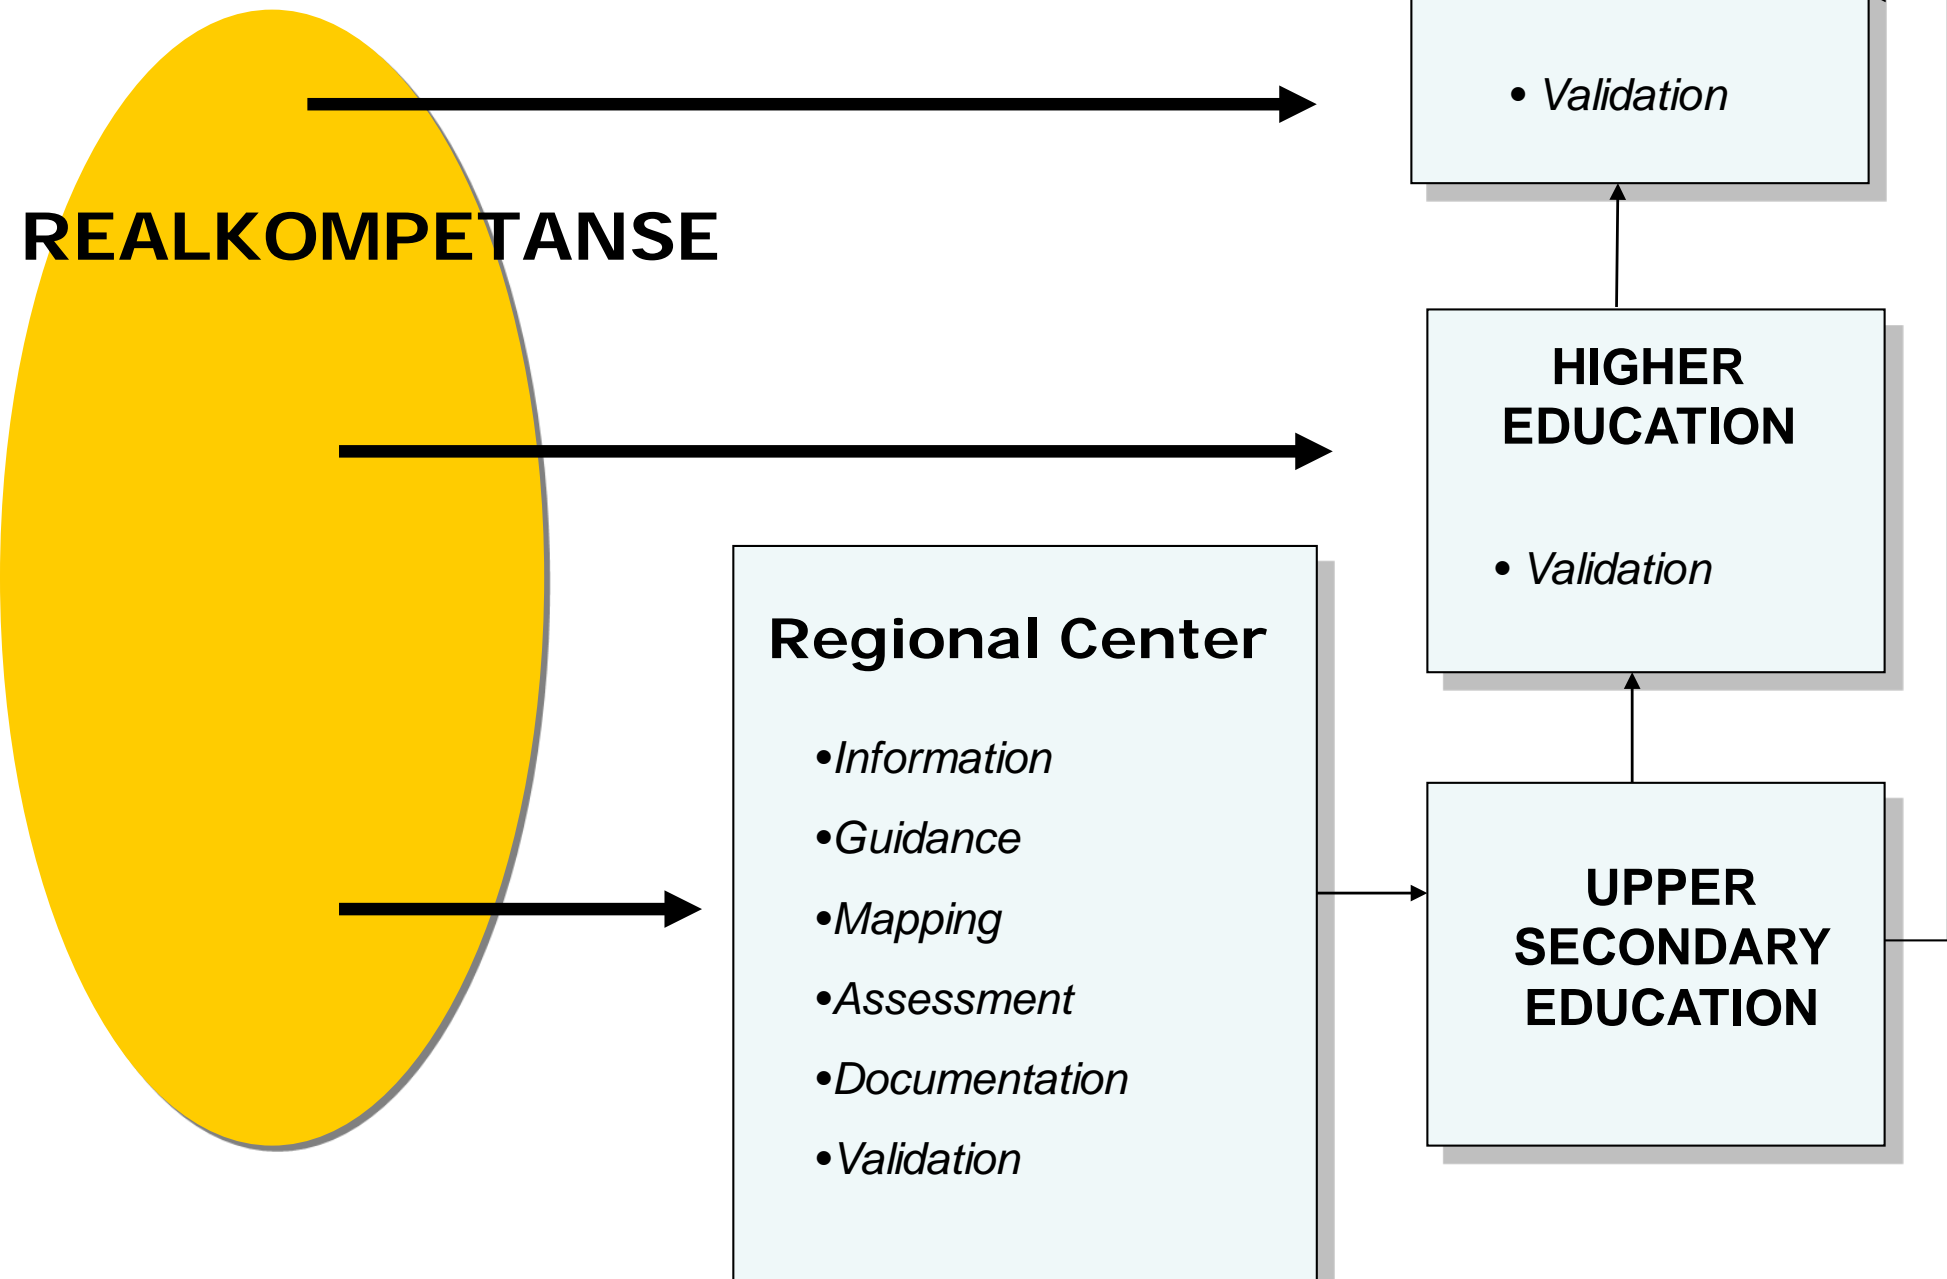 • Validation
REALKOMPETANSE
HIGHER
EDUCATION
• Validation
Regional Center
•Information
•Guidance
•Mapping
•Assessment
•Documentation
•Validation
UPPER
SECONDARY
EDUCATION